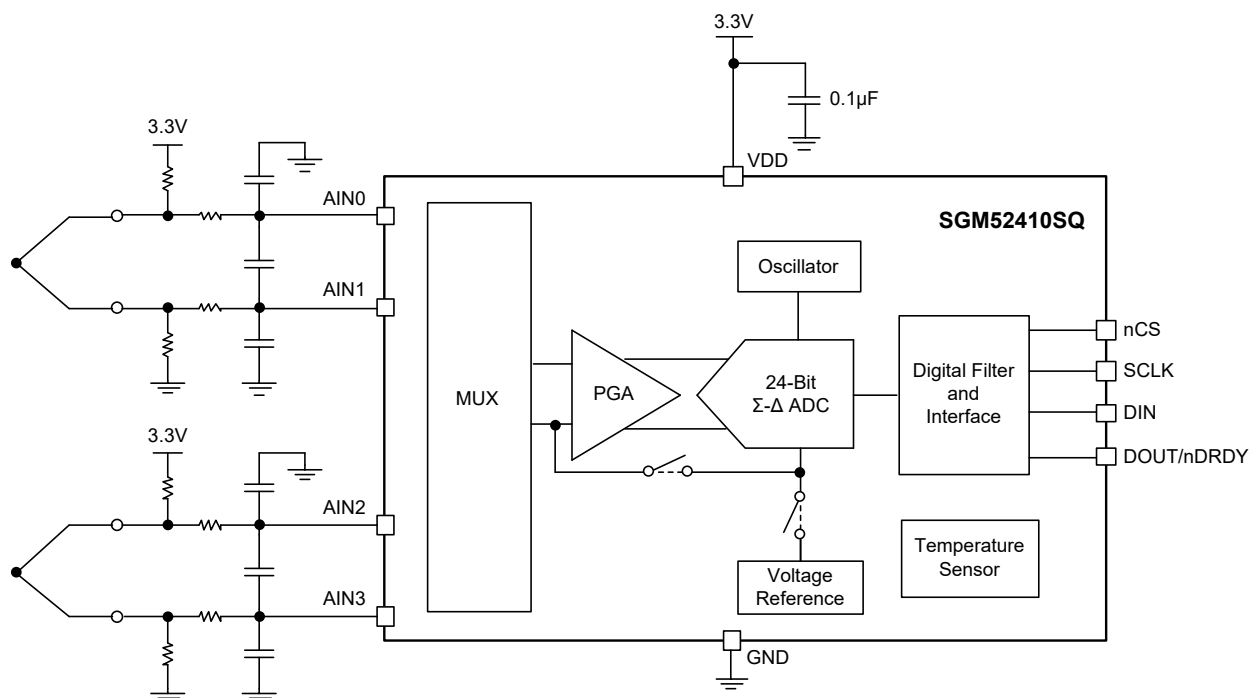 3.3V
0.1µF
3.3V
VDD
AIN0
SGM52410SQ
Oscillator
AIN1
nCS
MUX
PGA
24-Bit
Σ-Δ ADC
Digital Filter
and
Interface
SCLK
DIN
DOUT/nDRDY
3.3V
AIN2
Temperature
Sensor
Voltage
Reference
AIN3
GND